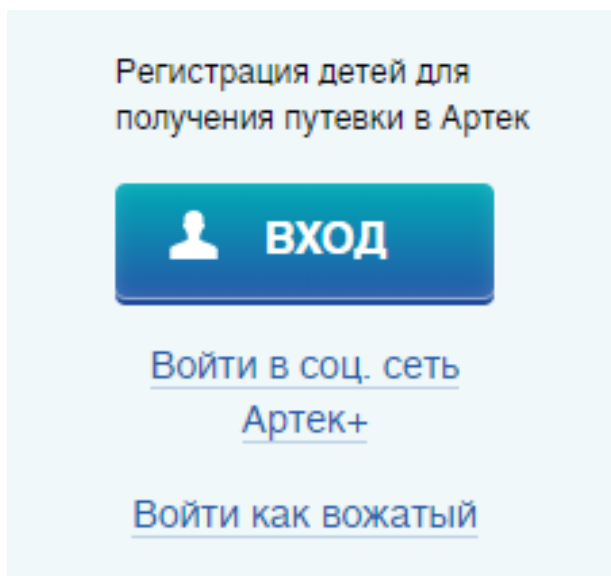 Регистрация детей для
получения путевки в Артек
ВХОД
Войти в соц. сеть
Артек+
Войти как вожатый